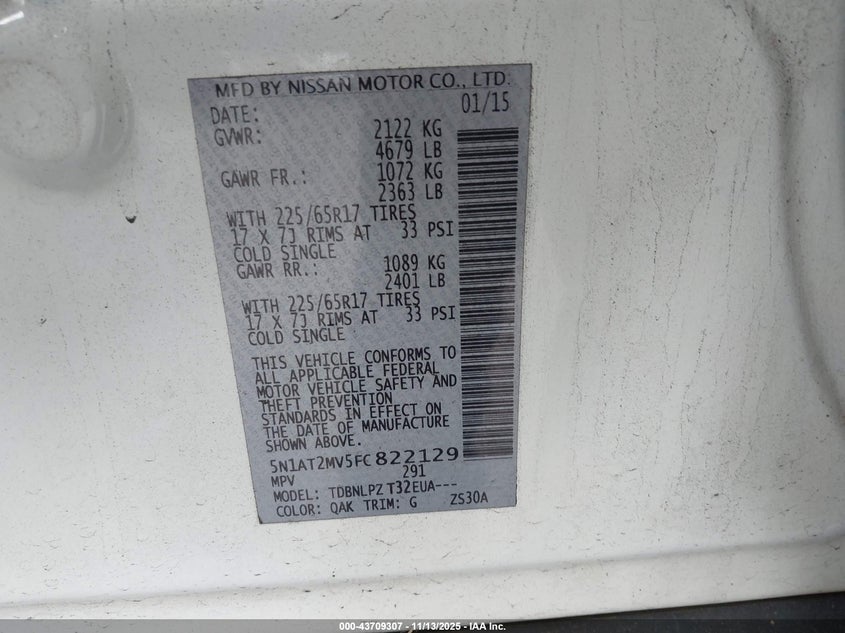 MFD BY NISSAN MOTOR CO., LTD.
DATE: 01/15
GVWR: 2122 KG
4679 LB
GAWR FR.: 1072 KG
2363 LB
WITH 225/65R17 TIRES
17 X 7J RIMS AT 33 PSI
COLD SINGLE
GAWR RR.: 1089 KG
2401 LB
WITH 225/65R17 TIRES
17 X 7J RIMS AT 33 PSI
COLD SINGLE
THIS VEHICLE CONFORMS TO
ALL APPLICABLE FEDERAL
MOTOR VEHICLE SAFETY AND
THEFT PREVENTION
STANDARDS IN EFFECT ON
THE DATE OF MANUFACTURE
SHOWN ABOVE.
5N1AT2MV5FC822129
MPV 291
MODEL: TDBNLPZ T32EUA---
COLOR: QAK TRIM: G ZS30A
000-43709307 - 11/13/2025 - IAA Inc.